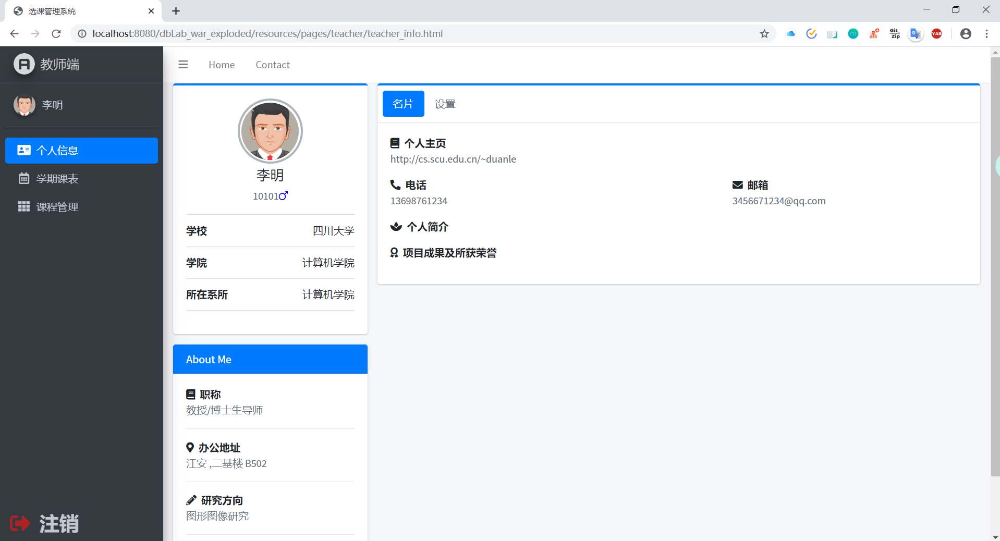 选课管理系统
localhost:8080/dbLab_war_exploded/resources/pages/teacher/teacher_info.html
Git
Zip
G
YAB
m
教师端
李明
个人信息
学期课表
课程管理
注销
Home Contact
李明
10101
学校 四川大学
学院 计算机学院
所在系所 计算机学院
About Me
职称
教授/博士生导师
办公地址
江安 ,二基楼 B502
研究方向
图形图像研究
名片 设置
个人主页
http://cs.scu.edu.cn/~duanle
电话 邮箱
13698761234 3456671234@qq.com
个人简介
项目成果及所获荣誉